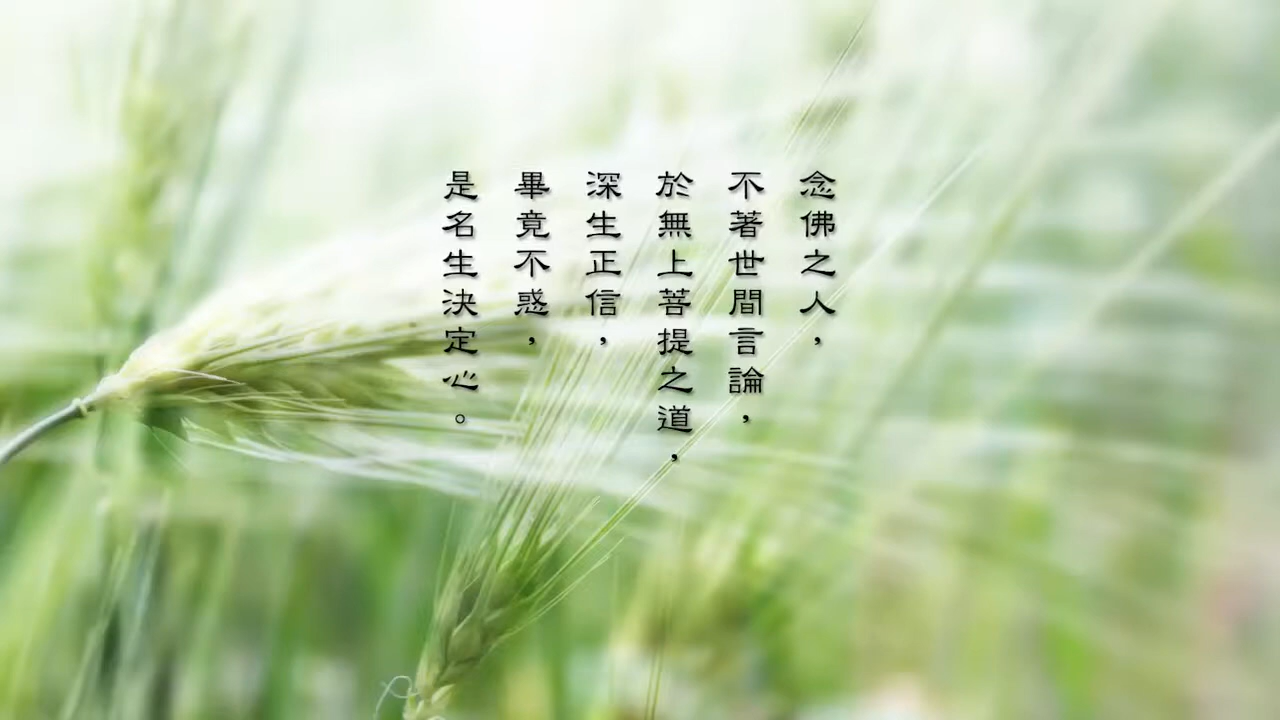 念佛之人，
不著世間言論，
於無上菩提之道，
深生正信，
畢竟不惑，
是名生決定心。